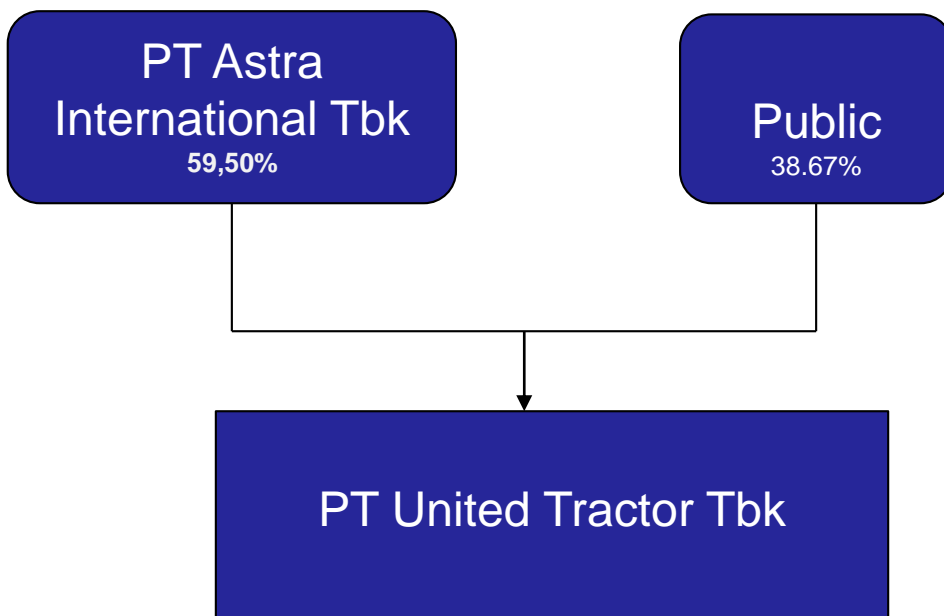 PT Astra
International Tbk
59,50%
Public
38.67%
PT United Tractor Tbk